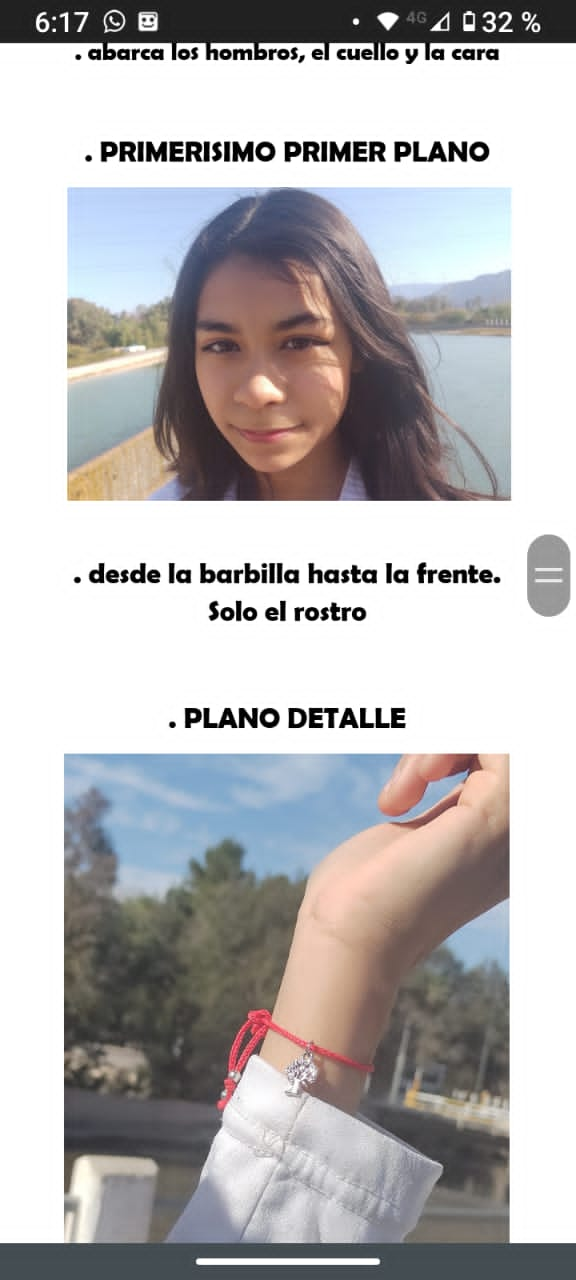 6:17
4G
32 %
. abarca los hombros, el cuello y la cara
. PRIMERISIMO PRIMER PLANO
. desde la barbilla hasta la frente.
Solo el rostro
. PLANO DETALLE